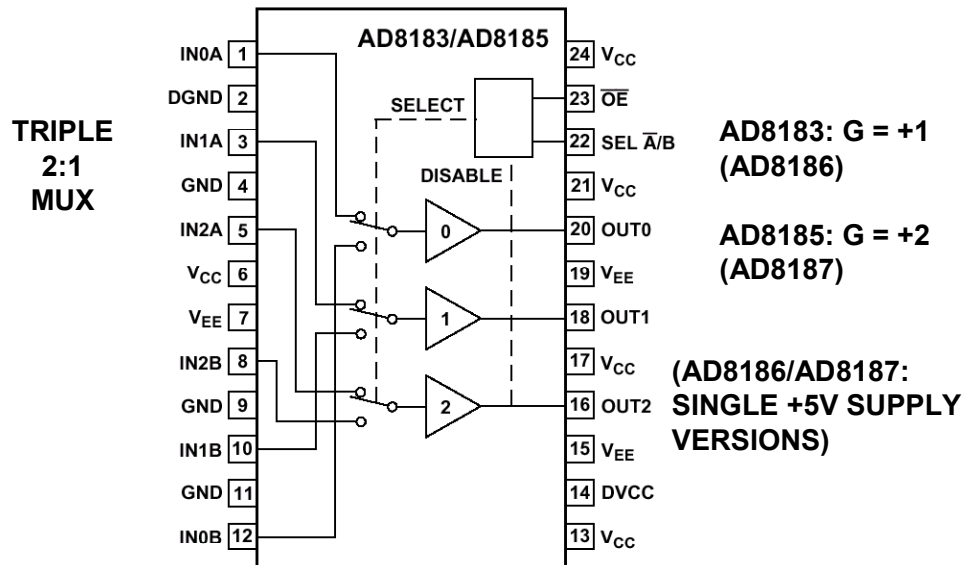 AD8183/AD8185
TRIPLE
2:1
MUX
IN0A 1
DGND 2
IN1A 3
GND 4
IN2A 5
VCC 6
VEE 7
IN2B 8
GND 9
IN1B 10
GND 11
IN0B 12
SELECT
DISABLE
0
1
2
24 VCC
23 O̅E̅
22 SEL A̅/B
21 VCC
20 OUT0
19 VEE
18 OUT1
17 VCC
16 OUT2
15 VEE
14 DVCC
13 VCC
AD8183: G = +1
(AD8186)
AD8185: G = +2
(AD8187)
(AD8186/AD8187:
SINGLE +5V SUPPLY
VERSIONS)